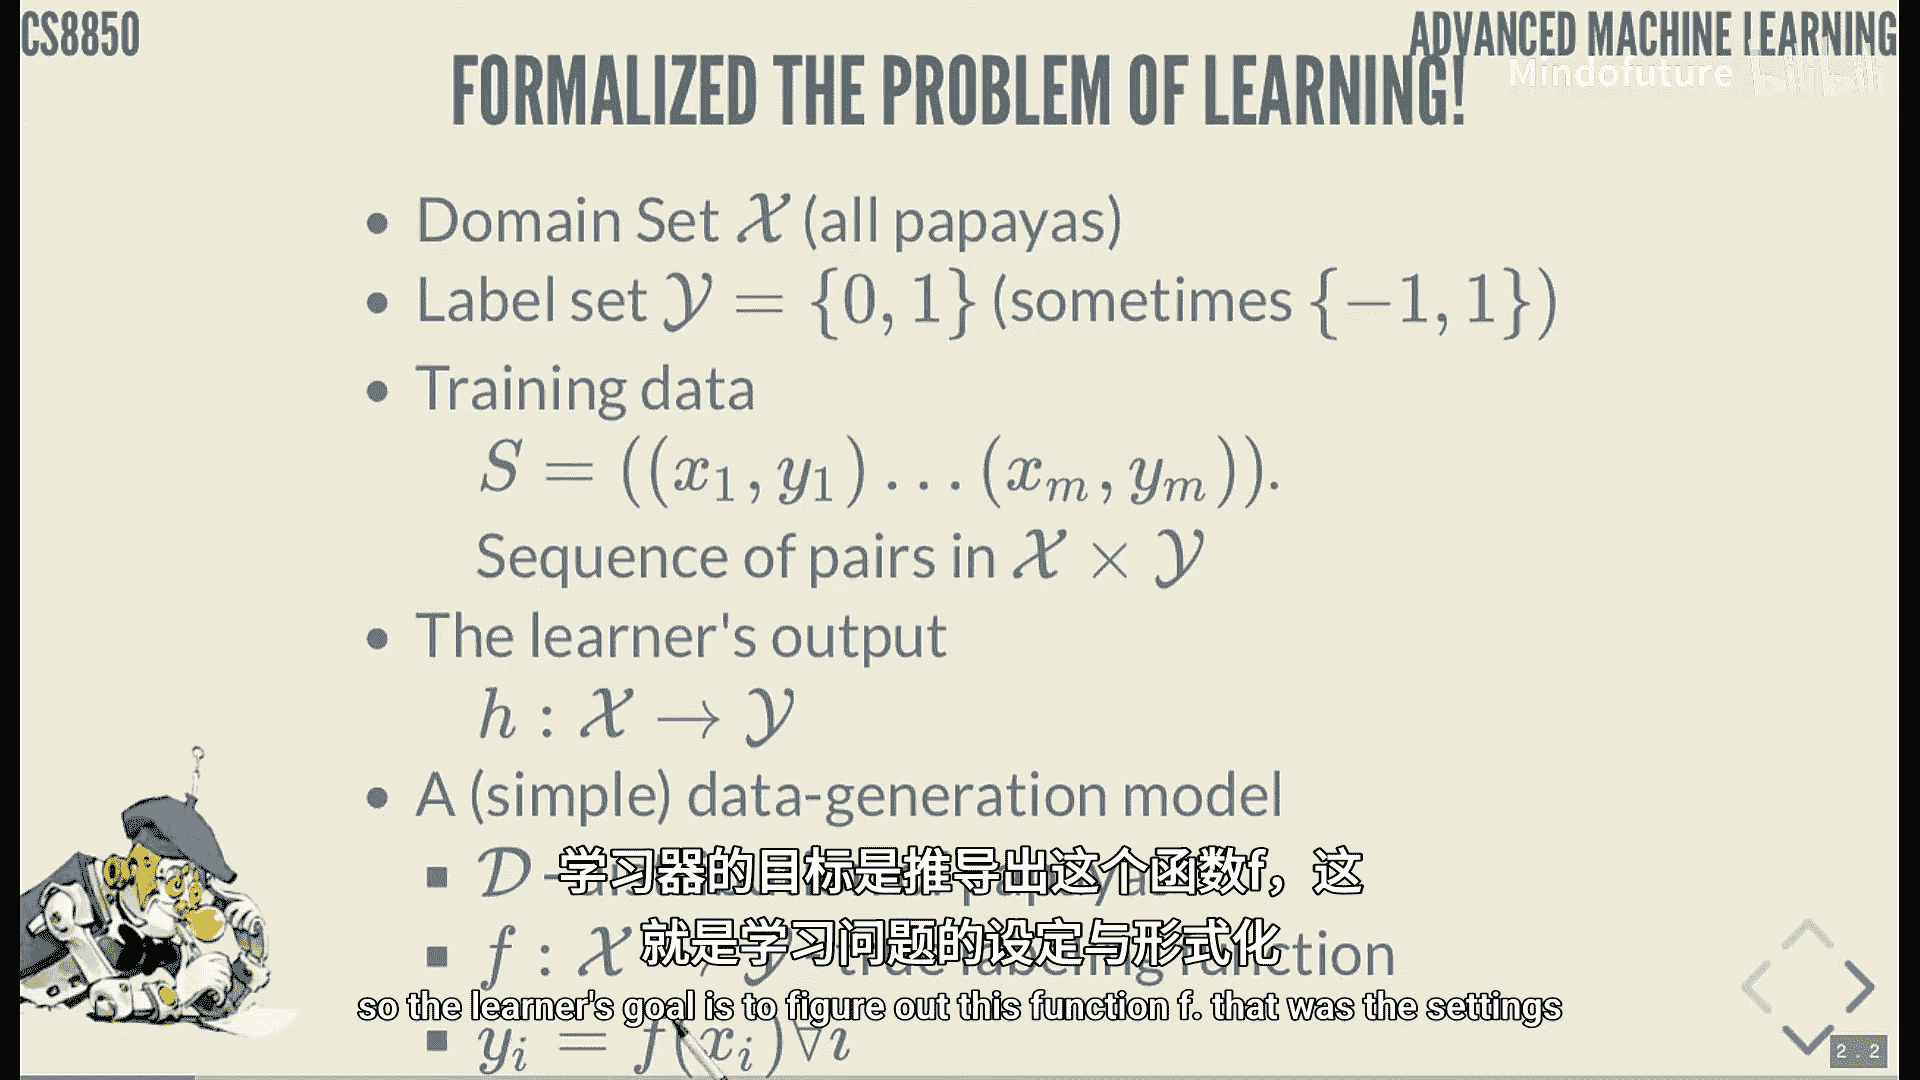 CS8850
ADVANCED MACHINE LEARNING
Mindofuture bilibili
FORMALIZED THE PROBLEM OF LEARNING!
• Domain Set 𝒳 (all papayas)
• Label set 𝒴 = {0, 1} (sometimes {−1, 1})
• Training data
S = ((x₁, y₁) … (xₘ, yₘ)).
Sequence of pairs in 𝒳 × 𝒴
• The learner's output
h : 𝒳 → 𝒴
• A (simple) data-generation model
▪ 𝒟 -
学习器的目标是推导出这个函数f，这
▪ f : 𝒳 → 𝒴 labeling function
就是学习问题的设定与形式化
so the learner's goal is to figure out this function f. that was the settings
▪ yᵢ = f(xᵢ)∀i
2 . 2